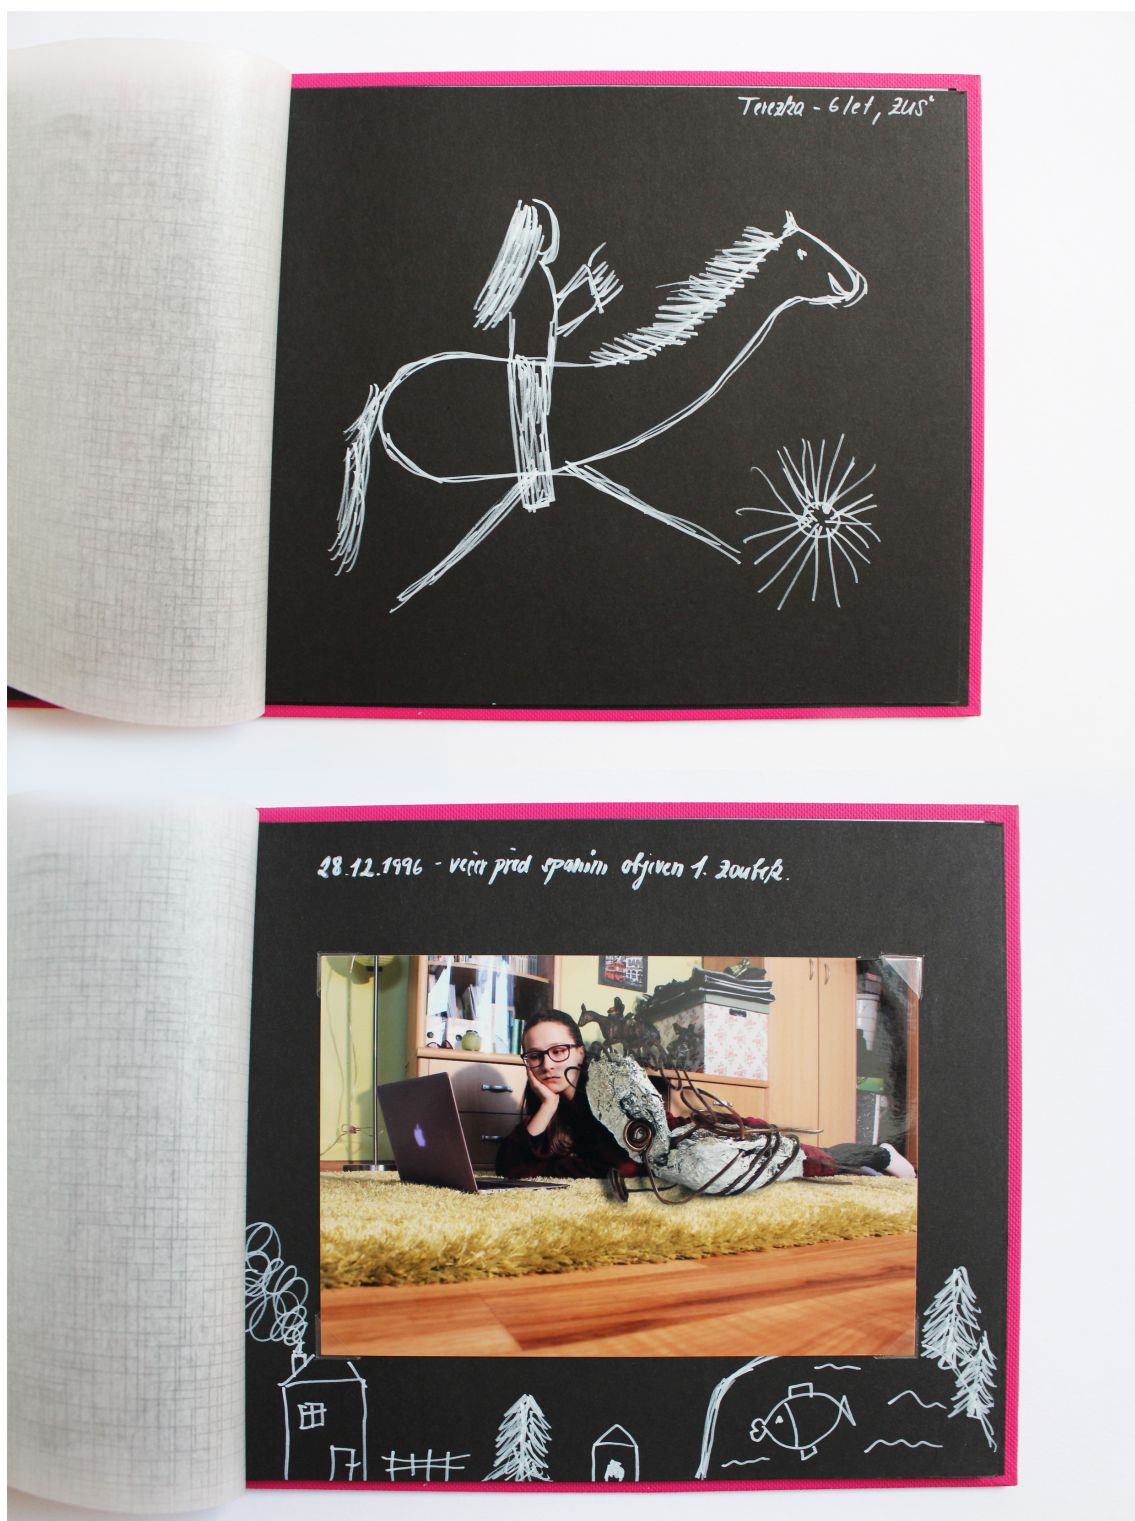 Terezka - 6 let, „ZUŠ“
28.12.1996 - večer před spaním objeven 1. zoubek.